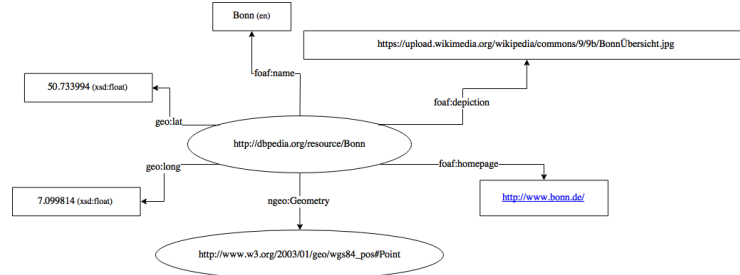 Bonn (en)
https://upload.wikimedia.org/wikipedia/commons/9/9b/BonnÜbersicht.jpg
foaf:name
50.733994 (xsd:float)
foaf:depiction
geo:lat
http://dbpedia.org/resource/Bonn
geo:long
foaf:homepage
7.099814 (xsd:float)
http://www.bonn.de/
ngeo:Geometry
http://www.w3.org/2003/01/geo/wgs84_pos#Point